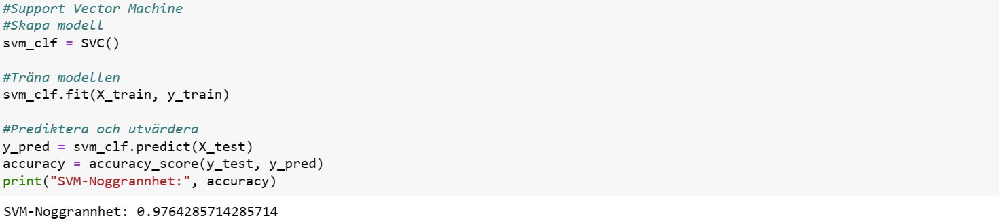 #Support Vector Machine
#Skapa modell
svm_clf = SVC()
#Träna modellen
svm_clf.fit(X_train, y_train)
#Prediktera och utvärdera
y_pred = svm_clf.predict(X_test)
accuracy = accuracy_score(y_test, y_pred)
print("SVM-Noggrannhet:", accuracy)
SVM-Noggrannhet: 0.9764285714285714